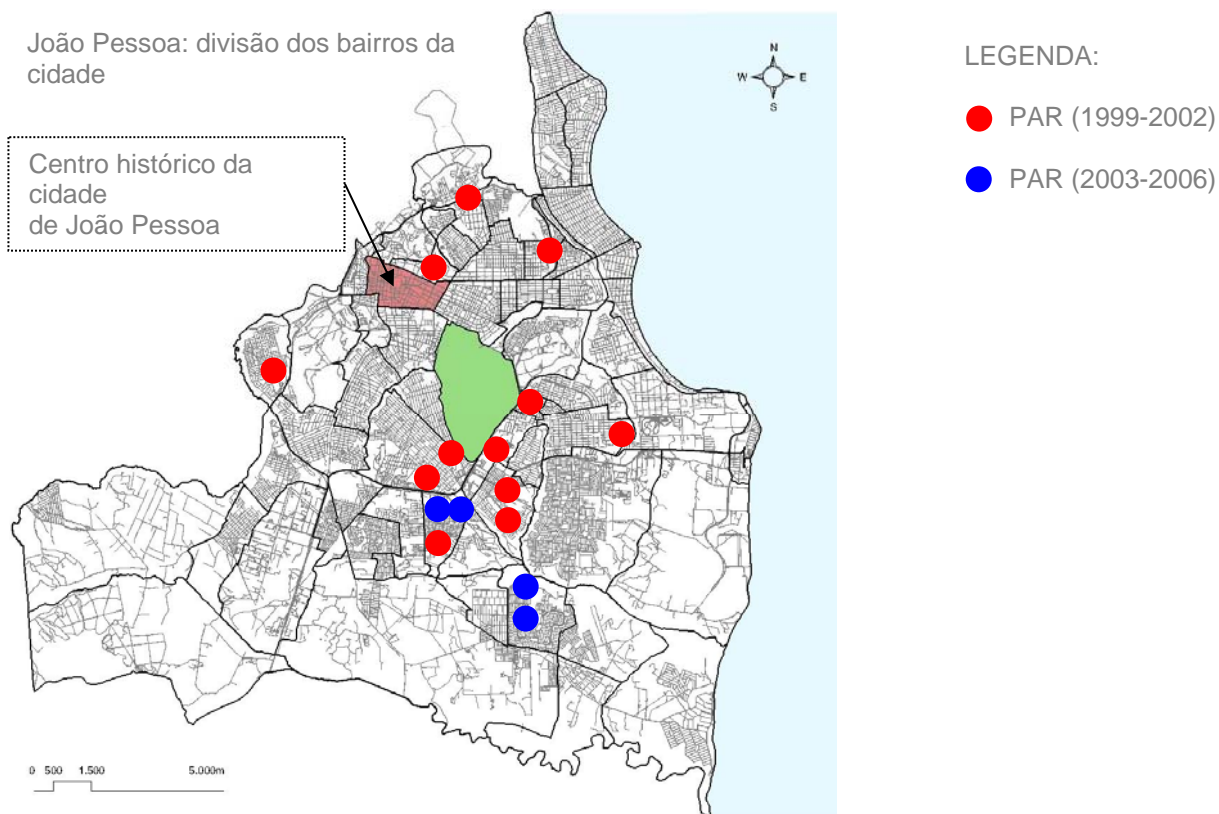 João Pessoa: divisão dos bairros da
cidade
Centro histórico da
cidade
de João Pessoa
N
W E
S
LEGENDA:
PAR (1999-2002)
PAR (2003-2006)
0 500 1.500 5.000m